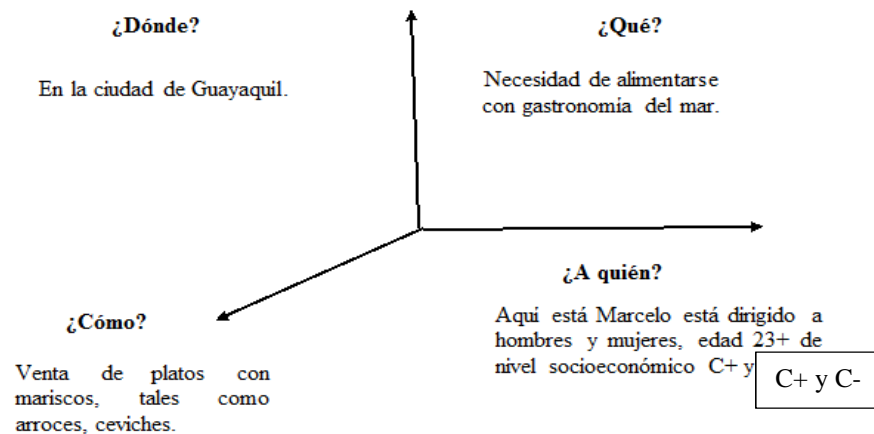 ¿Dónde?
En la ciudad de Guayaquil.
¿Qué?
Necesidad de alimentarse
con gastronomía del mar.
¿Cómo?
Venta de platos con
mariscos, tales como
arroces, ceviches.
¿A quién?
Aquí está Marcelo está dirigido a
hombres y mujeres, edad 23+ de
nivel socioeconómico C+ y
C+ y C-